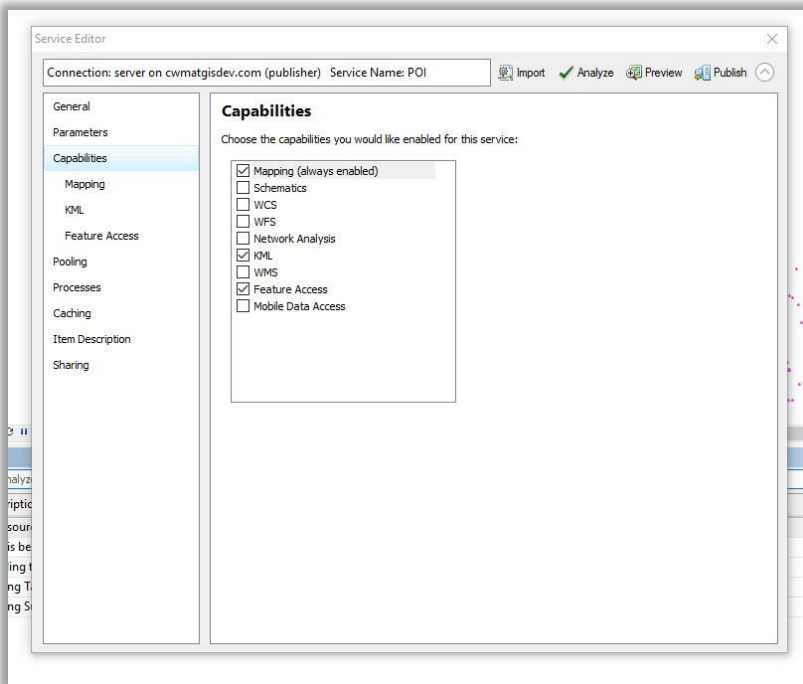 Service Editor
Connection: server on cwmatgisdev.com (publisher) Service Name: POI
Import
Analyze
Preview
Publish
General
Parameters
Capabilities
Mapping
KML
Feature Access
Pooling
Processes
Caching
Item Description
Sharing
Capabilities
Choose the capabilities you would like enabled for this service:
Mapping (always enabled)
Schematics
WCS
WFS
Network Analysis
KML
WMS
Feature Access
Mobile Data Access
is be